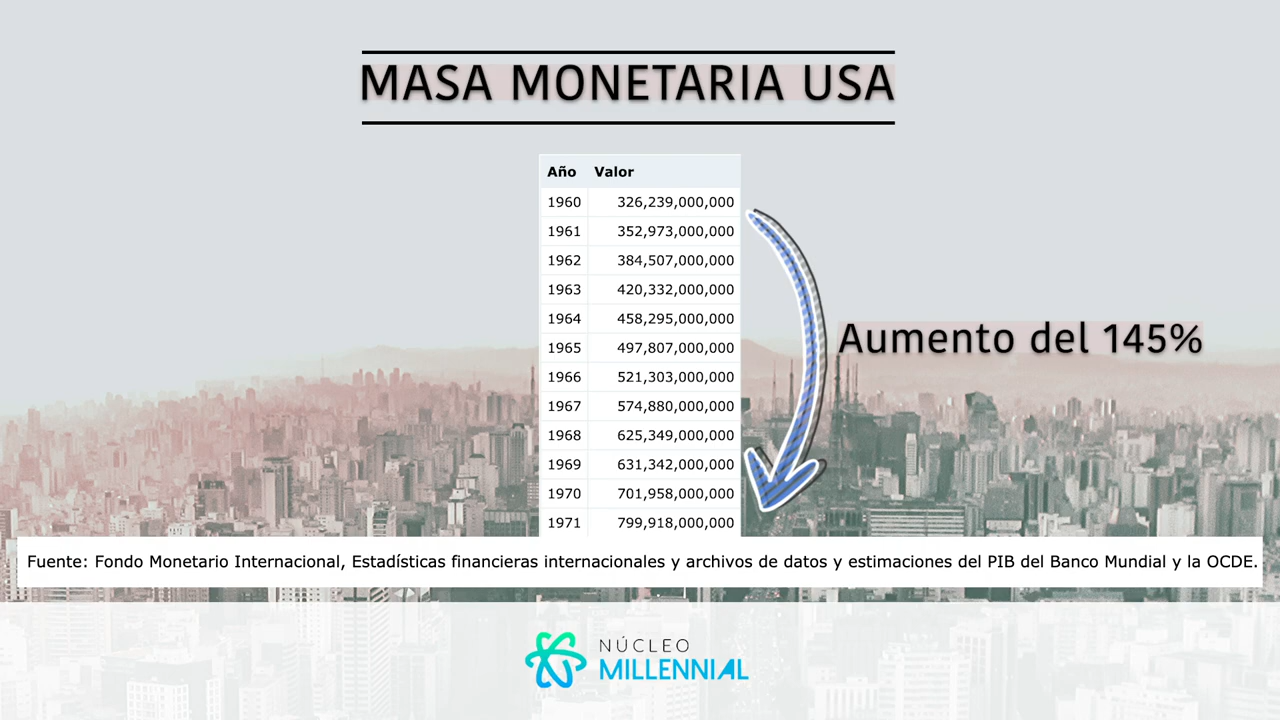 MASA MONETARIA USA
Año Valor
1960 326,239,000,000
1961 352,973,000,000
1962 384,507,000,000
1963 420,332,000,000
1964 458,295,000,000
1965 497,807,000,000
1966 521,303,000,000
1967 574,880,000,000
1968 625,349,000,000
1969 631,342,000,000
1970 701,958,000,000
1971 799,918,000,000
Aumento del 145%
Fuente: Fondo Monetario Internacional, Estadísticas financieras internacionales y archivos de datos y estimaciones del PIB del Banco Mundial y la OCDE.
NÚCLEO
MILLENNIAL